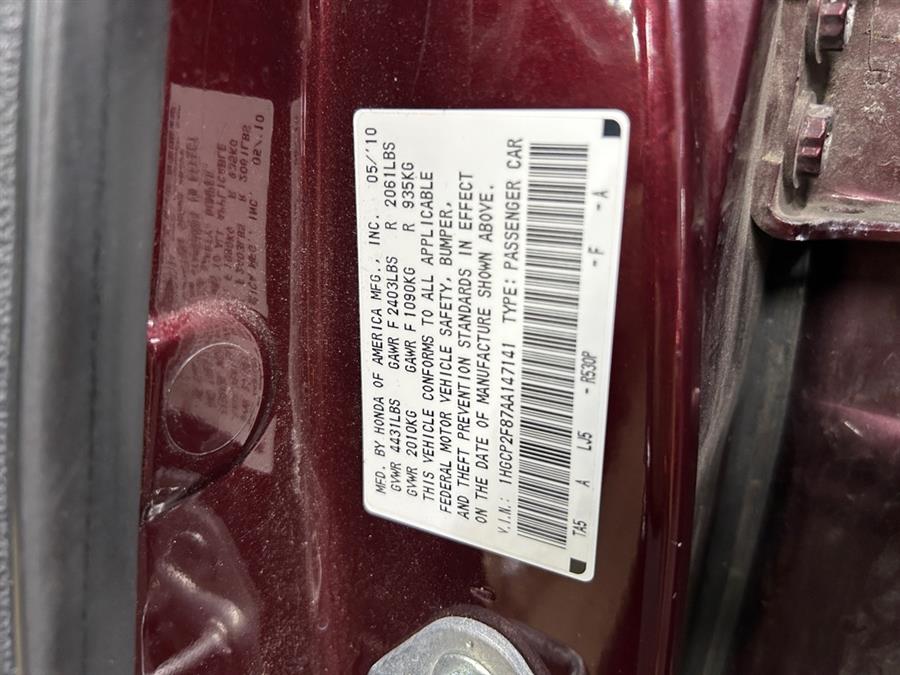 MFD. BY HONDA OF AMERICA MFG., INC. 05/'10
GVWR 4431LBS GAWR F 2403LBS R 2061LBS
GVWR 2010KG GAWR F 1090KG R 935KG
THIS VEHICLE CONFORMS TO ALL APPLICABLE
FEDERAL MOTOR VEHICLE SAFETY, BUMPER,
AND THEFT PREVENTION STANDARDS IN EFFECT
ON THE DATE OF MANUFACTURE SHOWN ABOVE.
V.I.N.: 1HGCP2F87AA147141 TYPE: PASSENGER CAR
TA5 A LJ5 - R530P - F - A